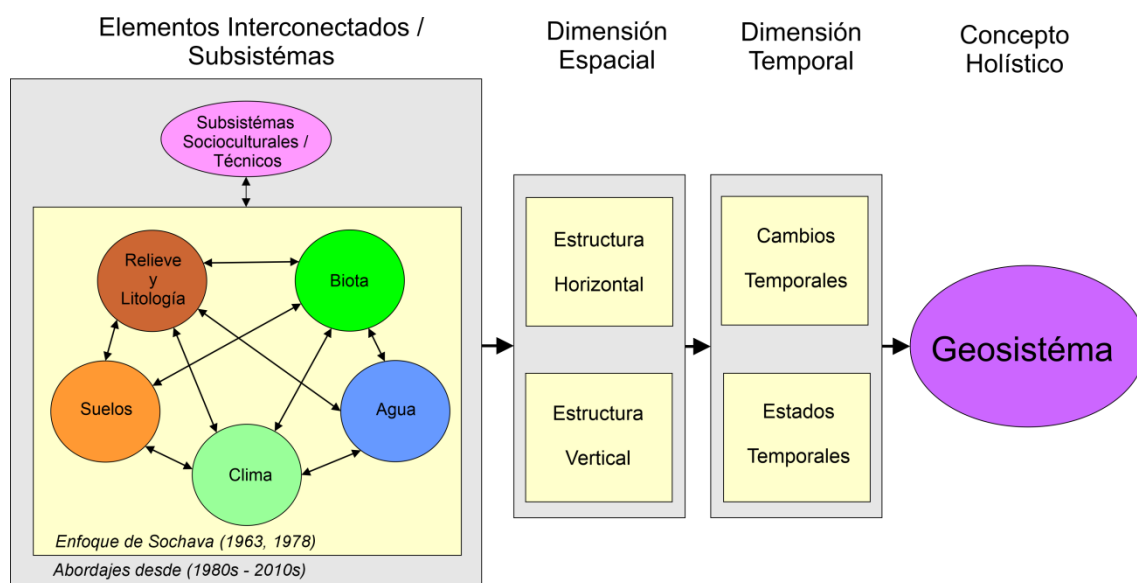 Elementos Interconectados /
Subsistémas
Dimensión
Espacial
Dimensión
Temporal
Concepto
Holístico
Subsistémas
Socioculturales /
Técnicos
Relieve
y
Litología
Biota
Suelos
Agua
Clima
Enfoque de Sochava (1963, 1978)
Abordajes desde (1980s - 2010s)
Estructura
Horizontal
Estructura
Vertical
Cambios
Temporales
Estados
Temporales
Geosistéma